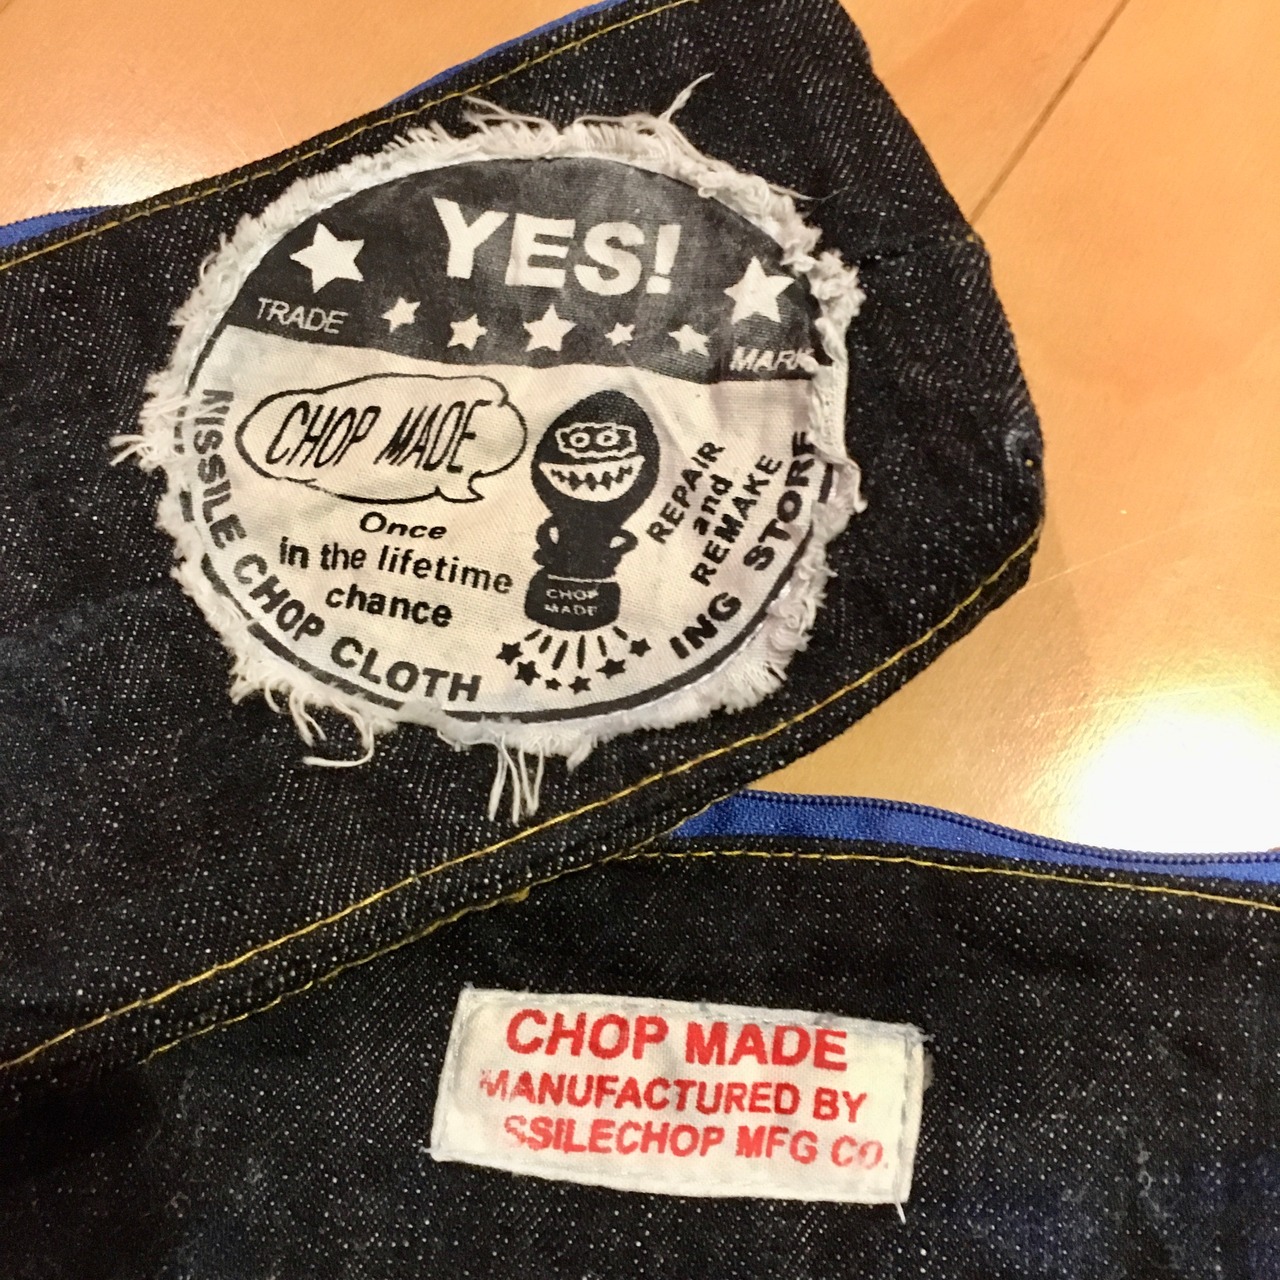 YES!
TRADE
MARK
CHOP MADE
Once
in the lifetime
chance
CHOP
MADE
REPAIR
and
REMAKE
NISSILE CHOP CLOTH
ING STORE
CHOP MADE
MANUFACTURED BY
SSILECHOP MFG CO.